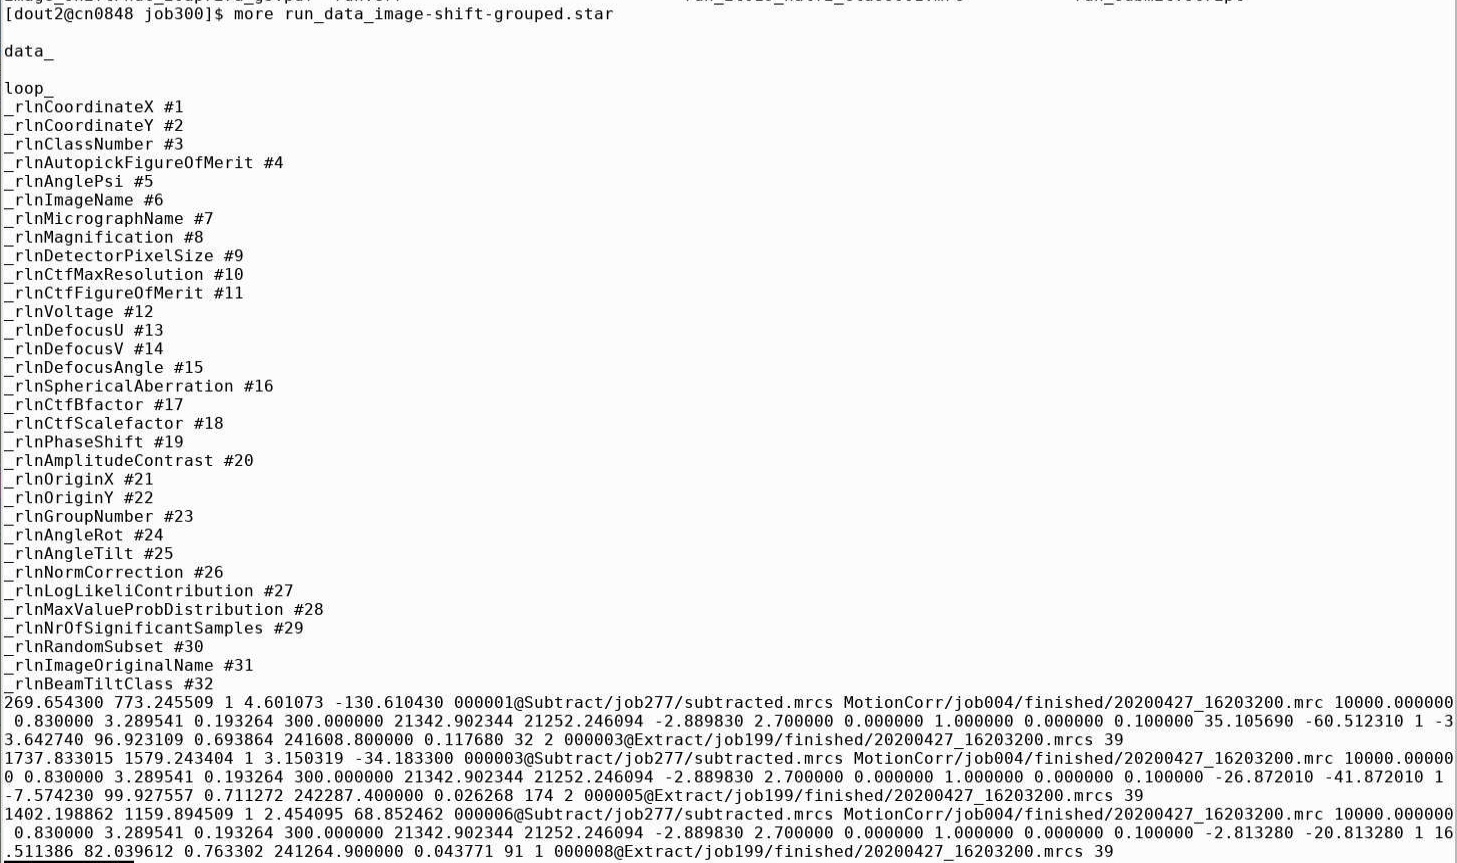 [dout2@cn0848 job300]$ more run_data_image-shift-grouped.star
data_
loop_
_rlnCoordinateX #1
_rlnCoordinateY #2
_rlnClassNumber #3
_rlnAutopickFigureOfMerit #4
_rlnAnglePsi #5
_rlnImageName #6
_rlnMicrographName #7
_rlnMagnification #8
_rlnDetectorPixelSize #9
_rlnCtfMaxResolution #10
_rlnCtfFigureOfMerit #11
_rlnVoltage #12
_rlnDefocusU #13
_rlnDefocusV #14
_rlnDefocusAngle #15
_rlnSphericalAberration #16
_rlnCtfBfactor #17
_rlnCtfScalefactor #18
_rlnPhaseShift #19
_rlnAmplitudeContrast #20
_rlnOriginX #21
_rlnOriginY #22
_rlnGroupNumber #23
_rlnAngleRot #24
_rlnAngleTilt #25
_rlnNormCorrection #26
_rlnLogLikeliContribution #27
_rlnMaxValueProbDistribution #28
_rlnNrOfSignificantSamples #29
_rlnRandomSubset #30
_rlnImageOriginalName #31
_rlnBeamTiltClass #32
269.654300 773.245509 1 4.601073 -130.610430 000001@Subtract/job277/subtracted.mrcs MotionCorr/job004/finished/20200427_16203200.mrc 10000.000000
0.830000 3.289541 0.193264 300.000000 21342.902344 21252.246094 -2.889830 2.700000 0.000000 1.000000 0.000000 0.100000 35.105690 -60.512310 1 -3
3.642740 96.923109 0.693864 241608.800000 0.117680 32 2 000003@Extract/job199/finished/20200427_16203200.mrcs 39
1737.833015 1579.243404 1 3.150319 -34.183300 000003@Subtract/job277/subtracted.mrcs MotionCorr/job004/finished/20200427_16203200.mrc 10000.00000
0 0.830000 3.289541 0.193264 300.000000 21342.902344 21252.246094 -2.889830 2.700000 0.000000 1.000000 0.000000 0.100000 -26.872010 -41.872010 1
-7.574230 99.927557 0.711272 242287.400000 0.026268 174 2 000005@Extract/job199/finished/20200427_16203200.mrcs 39
1402.198862 1159.894509 1 2.454095 68.852462 000006@Subtract/job277/subtracted.mrcs MotionCorr/job004/finished/20200427_16203200.mrc 10000.000000
0.830000 3.289541 0.193264 300.000000 21342.902344 21252.246094 -2.889830 2.700000 0.000000 1.000000 0.000000 0.100000 -2.813280 -20.813280 1 16
.511386 82.039612 0.763302 241264.900000 0.043771 91 1 000008@Extract/job199/finished/20200427_16203200.mrcs 39